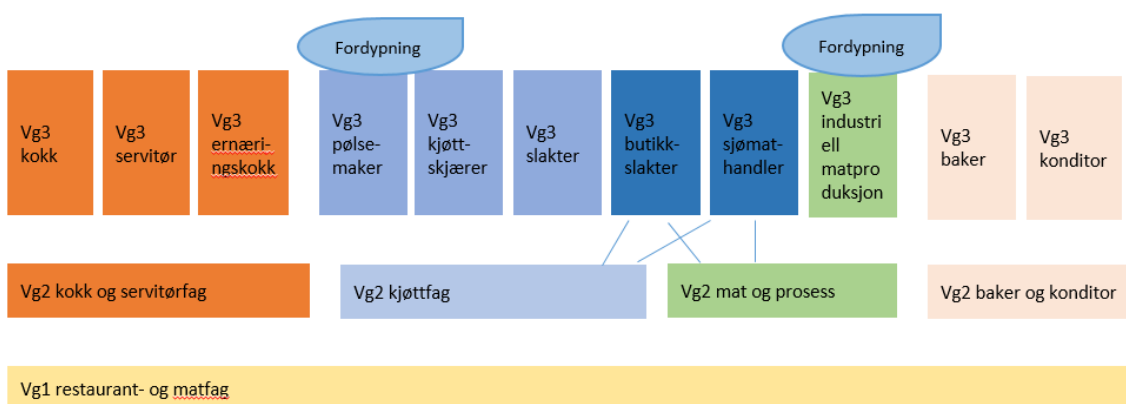 Fordypning
Fordypning
Vg3
kokk
Vg3
servitør
Vg3
ernæri-
ngskokk
Vg3
pølse-
maker
Vg3
kjøtt-
skjærer
Vg3
slakter
Vg3
butikk-
slakter
Vg3
sjømat-
handler
Vg3
industri
ell
matpro
duksjon
Vg3
baker
Vg3
konditor
Vg2 kokk og servitørfag
Vg2 kjøttfag
Vg2 mat og prosess
Vg2 baker og konditor
Vg1 restaurant- og matfag